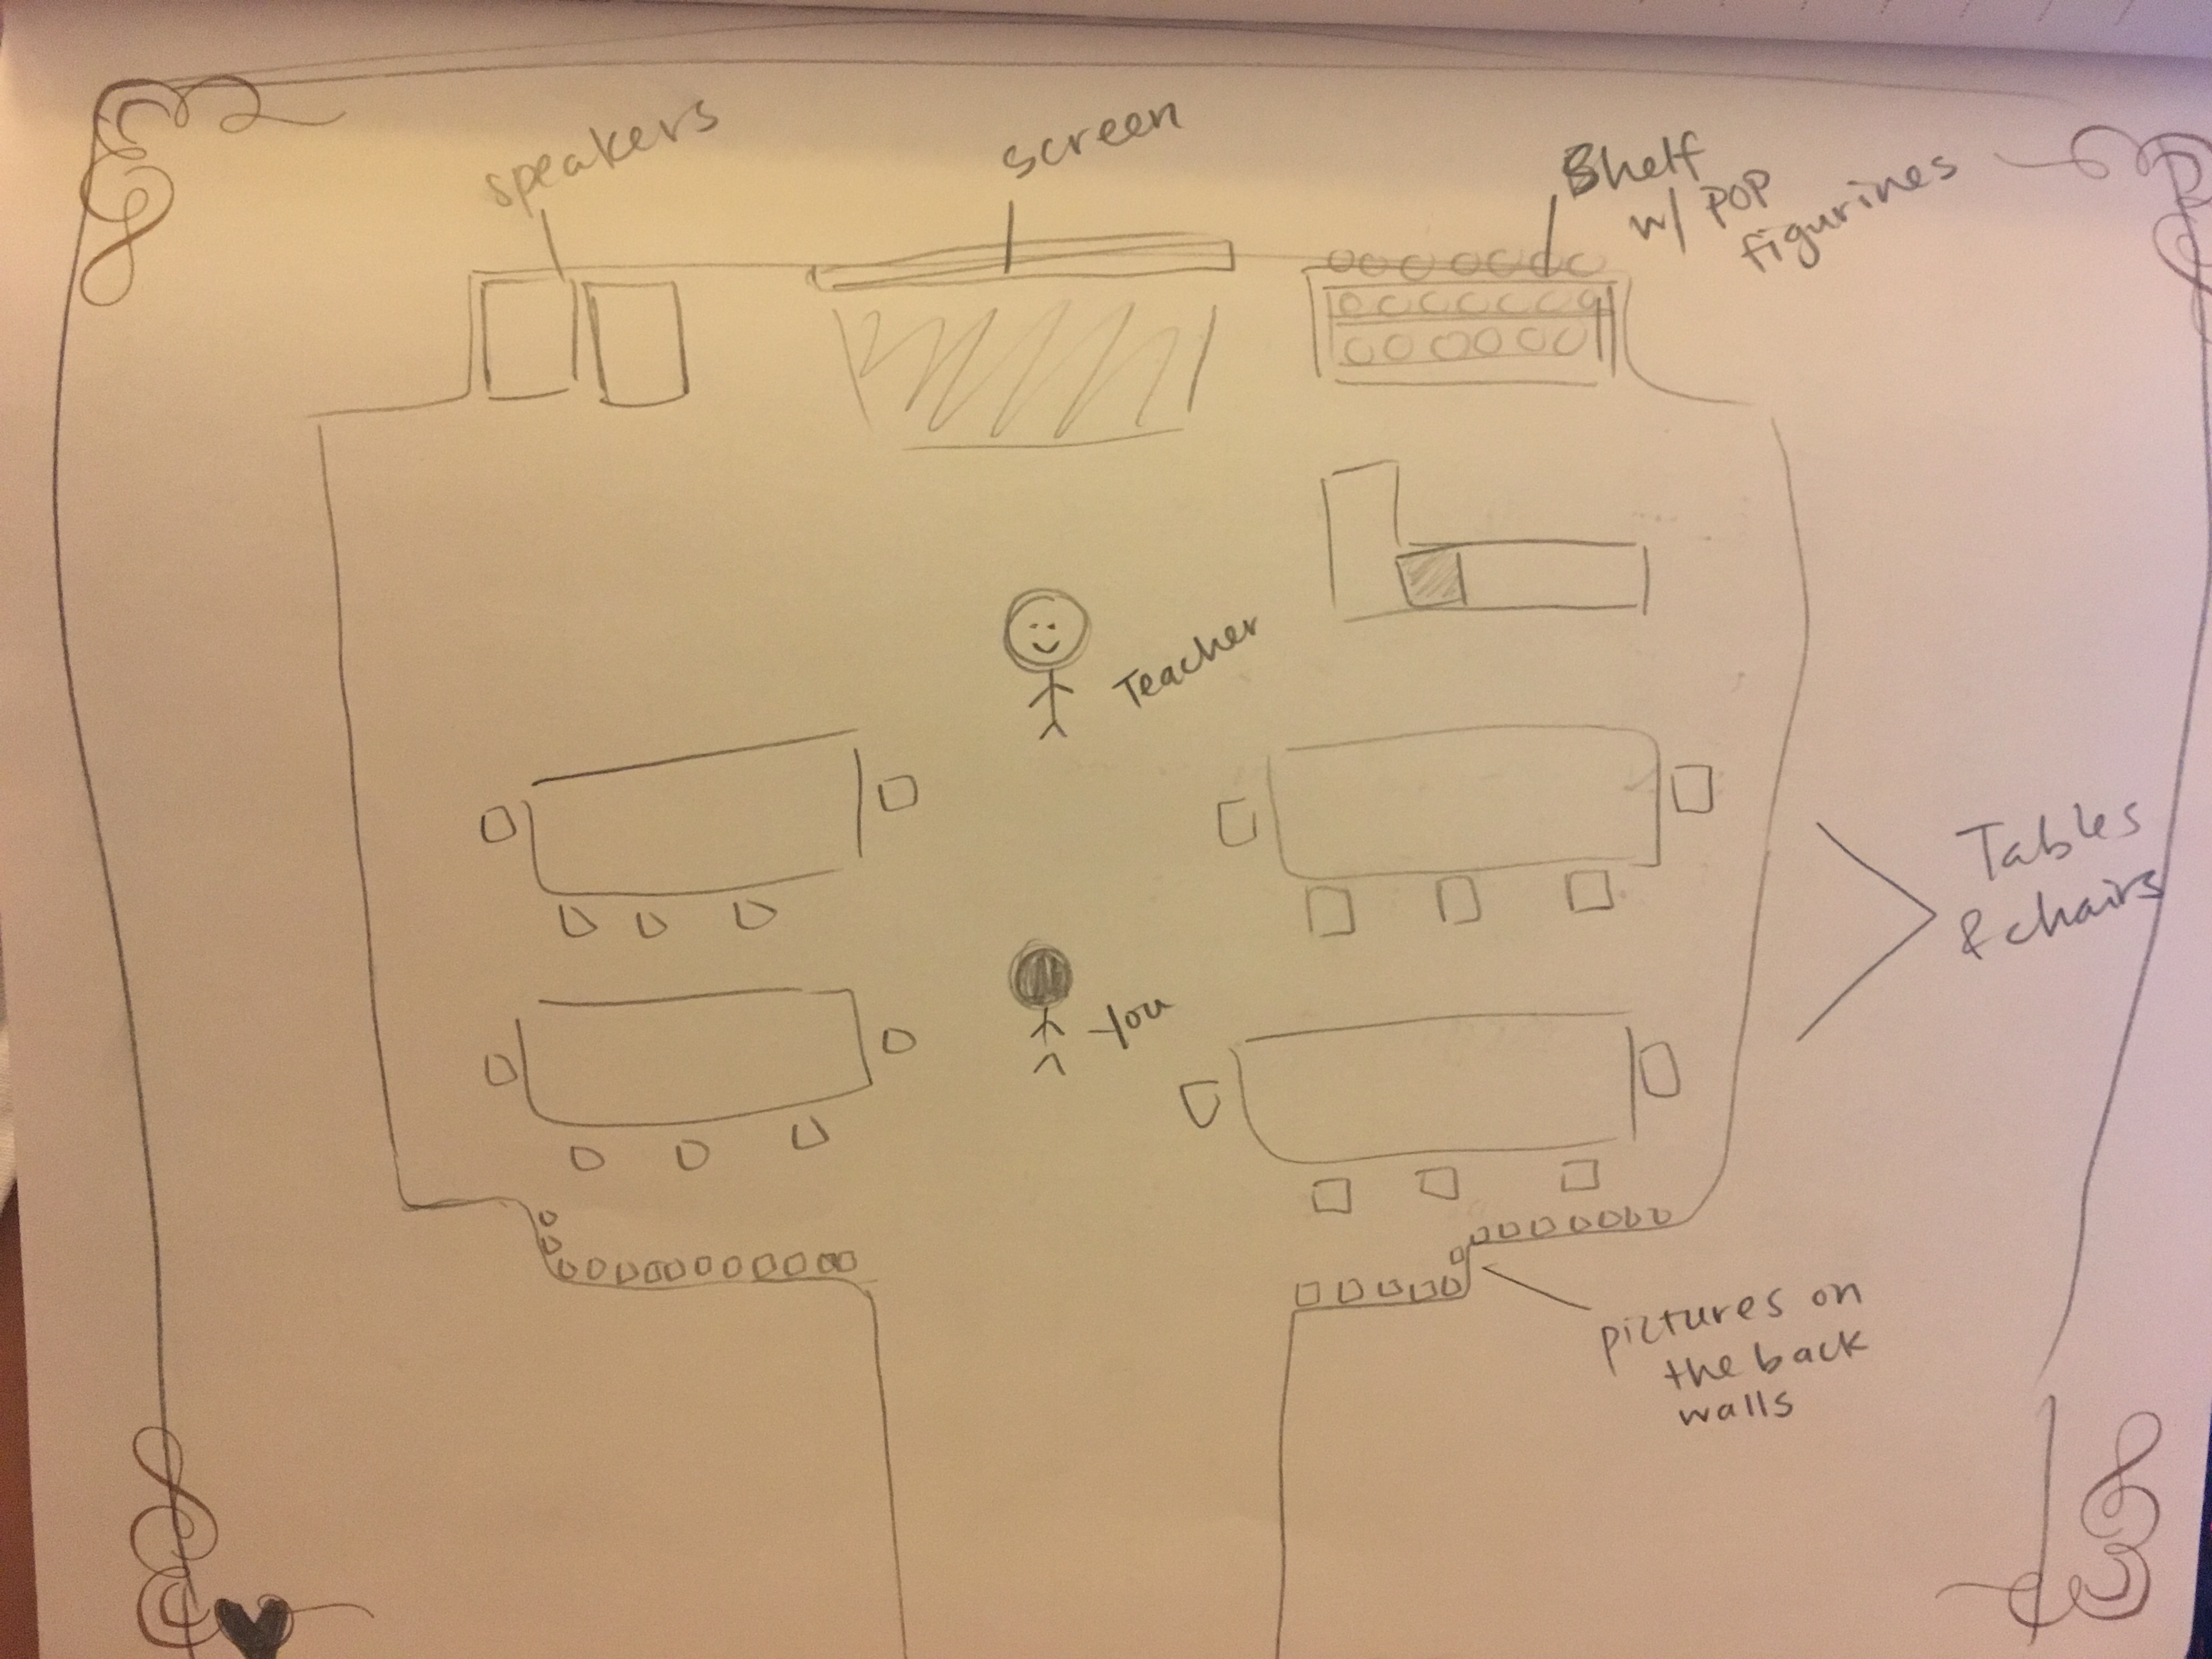 speakers
screen
Shelf
w/ POP
figurines
Teacher
Tables
& chairs
You
pictures on
the back
walls